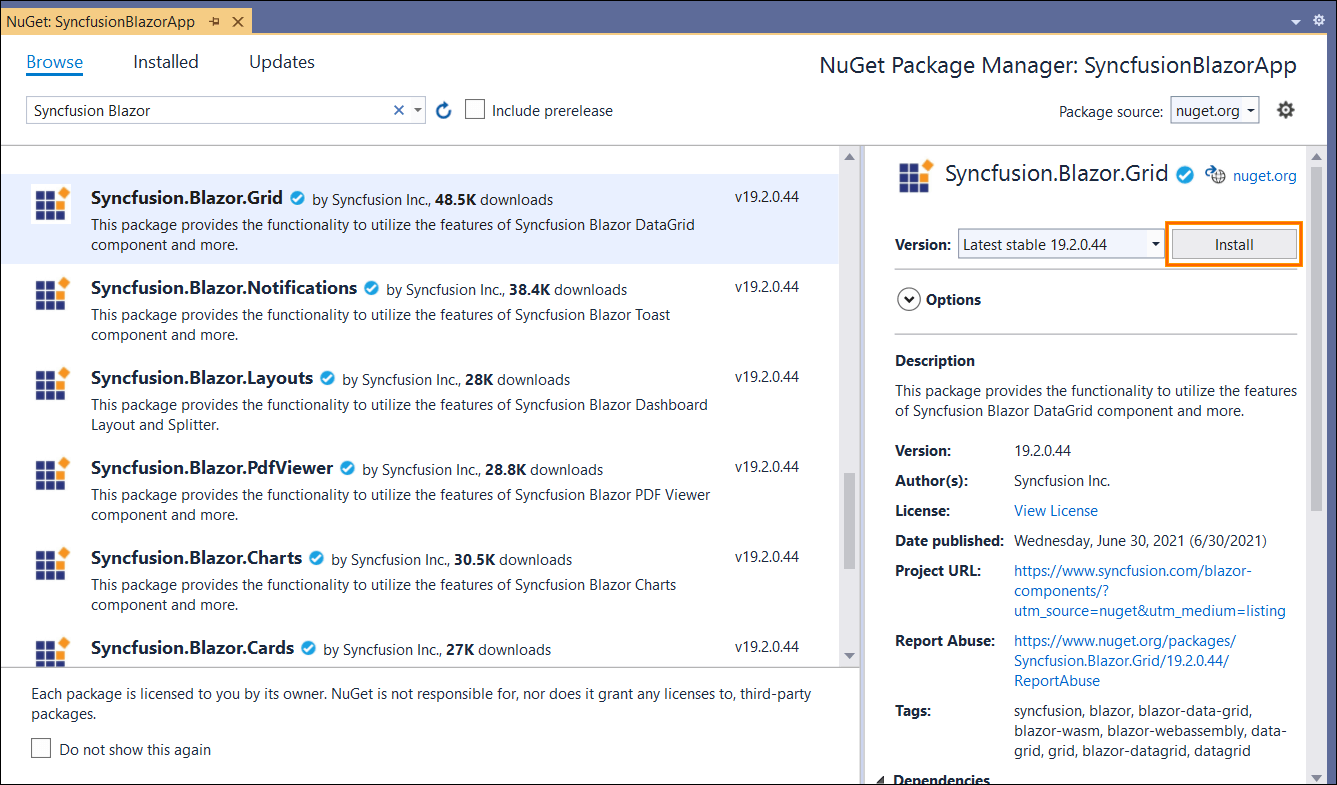 NuGet: SyncfusionBlazorApp
Browse Installed Updates
NuGet Package Manager: SyncfusionBlazorApp
Syncfusion Blazor
Include prerelease
Package source: nuget.org
Syncfusion.Blazor.Grid by Syncfusion Inc., 48.5K downloads v19.2.0.44
This package provides the functionality to utilize the features of Syncfusion Blazor DataGrid
component and more.
Syncfusion.Blazor.Notifications by Syncfusion Inc., 38.4K downloads v19.2.0.44
This package provides the functionality to utilize the features of Syncfusion Blazor Toast
component and more.
Syncfusion.Blazor.Layouts by Syncfusion Inc., 28K downloads v19.2.0.44
This package provides the functionality to utilize the features of Syncfusion Blazor Dashboard
Layout and Splitter.
Syncfusion.Blazor.PdfViewer by Syncfusion Inc., 28.8K downloads v19.2.0.44
This package provides the functionality to utilize the features of Syncfusion Blazor PDF Viewer
component and more.
Syncfusion.Blazor.Charts by Syncfusion Inc., 30.5K downloads v19.2.0.44
This package provides the functionality to utilize the features of Syncfusion Blazor Charts
component and more.
Syncfusion.Blazor.Cards by Syncfusion Inc., 27K downloads v19.2.0.44
Each package is licensed to you by its owner. NuGet is not responsible for, nor does it grant any licenses to, third-party
packages.
Do not show this again
Syncfusion.Blazor.Grid nuget.org
Version: Latest stable 19.2.0.44 Install
Options
Description
This package provides the functionality to utilize the features
of Syncfusion Blazor DataGrid component and more.
Version: 19.2.0.44
Author(s): Syncfusion Inc.
License: View License
Date published: Wednesday, June 30, 2021 (6/30/2021)
Project URL: https://www.syncfusion.com/blazor-
components/?
utm_source=nuget&utm_medium=listing
Report Abuse: https://www.nuget.org/packages/
Syncfusion.Blazor.Grid/19.2.0.44/
ReportAbuse
Tags: syncfusion, blazor, blazor-data-grid,
blazor-wasm, blazor-webassembly, data-
grid, grid, blazor-datagrid, datagrid
Dependencies